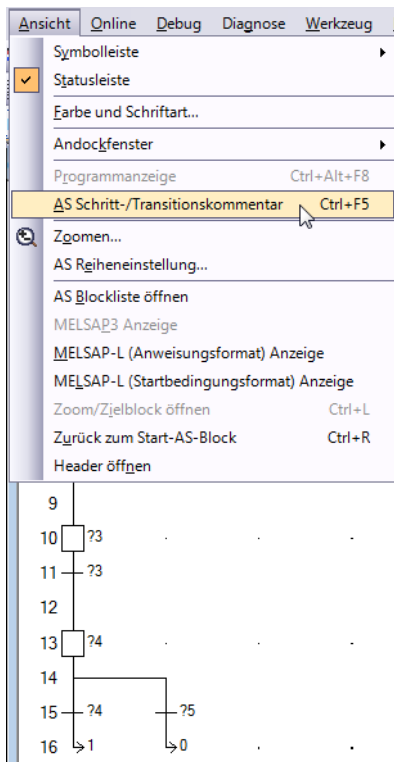 Ansicht Online Debug Diagnose Werkzeug
Symbolleiste
Statusleiste
Farbe und Schriftart...
Andockfenster
Programmanzeige Ctrl+Alt+F8
AS Schritt-/Transitionskommentar Ctrl+F5
Zoomen...
AS Reiheneinstellung...
AS Blockliste öffnen
MELSAP3 Anzeige
MELSAP-L (Anweisungsformat) Anzeige
MELSAP-L (Startbedingungsformat) Anzeige
Zoom/Zielblock öffnen Ctrl+L
Zurück zum Start-AS-Block Ctrl+R
Header öffnen
9
10 ?3
11 ?3
12
13 ?4
14
15 ?4 ?5
16 1 0